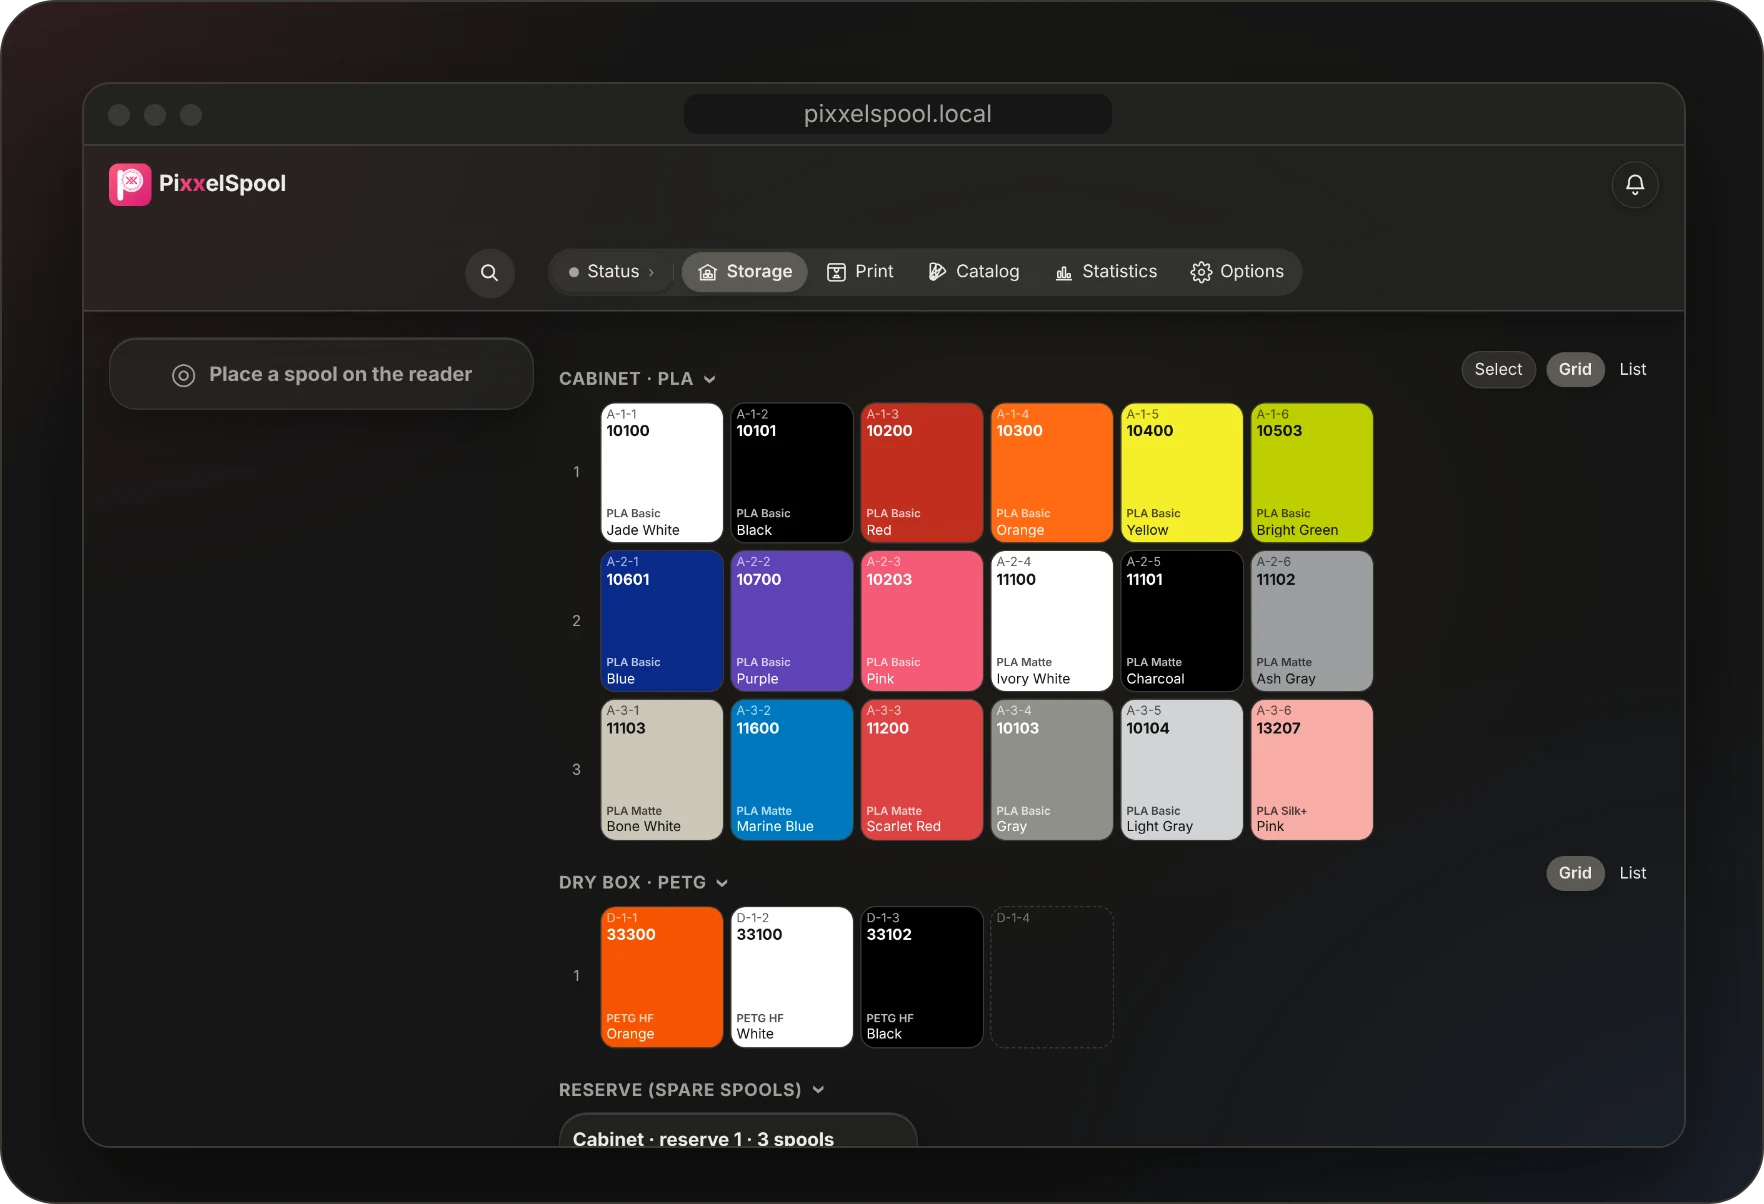 pixxelspool.local
PixxelSpool
Status ›
Storage
Print
Catalog
Statistics
Options
Place a spool on the reader
CABINET · PLA
Select
Grid
List
1
A-1-1
10100
PLA Basic
Jade White
A-1-2
10101
PLA Basic
Black
A-1-3
10200
PLA Basic
Red
A-1-4
10300
PLA Basic
Orange
A-1-5
10400
PLA Basic
Yellow
A-1-6
10503
PLA Basic
Bright Green
2
A-2-1
10601
PLA Basic
Blue
A-2-2
10700
PLA Basic
Purple
A-2-3
10203
PLA Basic
Pink
A-2-4
11100
PLA Matte
Ivory White
A-2-5
11101
PLA Matte
Charcoal
A-2-6
11102
PLA Matte
Ash Gray
3
A-3-1
11103
PLA Matte
Bone White
A-3-2
11600
PLA Matte
Marine Blue
A-3-3
11200
PLA Matte
Scarlet Red
A-3-4
10103
PLA Basic
Gray
A-3-5
10104
PLA Basic
Light Gray
A-3-6
13207
PLA Silk+
Pink
DRY BOX · PETG
Grid
List
1
D-1-1
33300
PETG HF
Orange
D-1-2
33100
PETG HF
White
D-1-3
33102
PETG HF
Black
D-1-4
RESERVE (SPARE SPOOLS)
Cabinet · reserve 1 · 3 spools